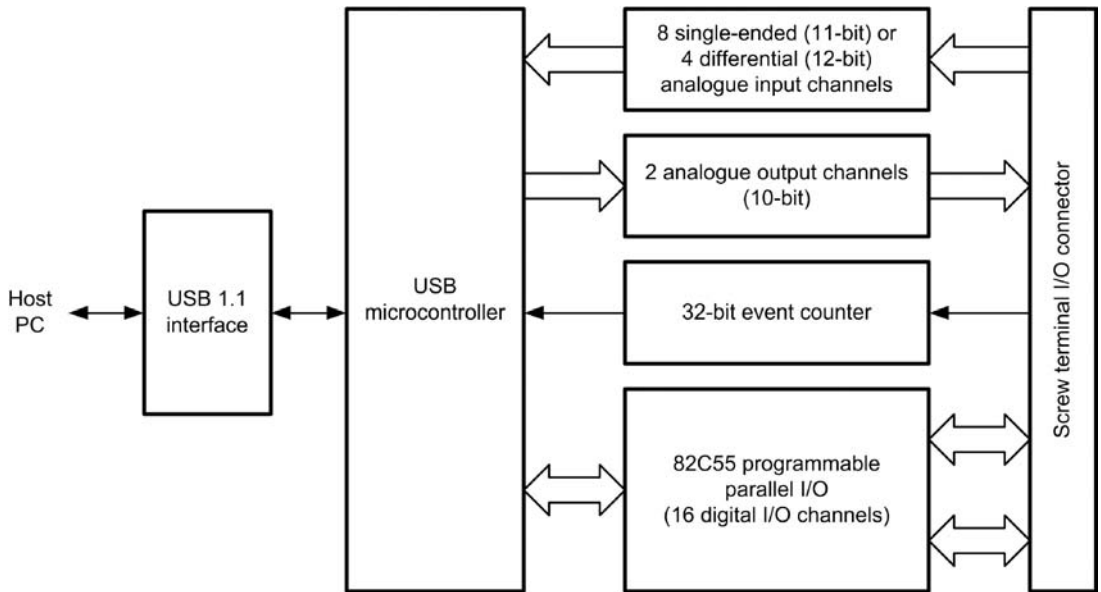 Host
PC
USB 1.1
interface
USB
microcontroller
8 single-ended (11-bit) or
4 differential (12-bit)
analogue input channels
2 analogue output channels
(10-bit)
32-bit event counter
82C55 programmable
parallel I/O
(16 digital I/O channels)
Screw terminal I/O connector